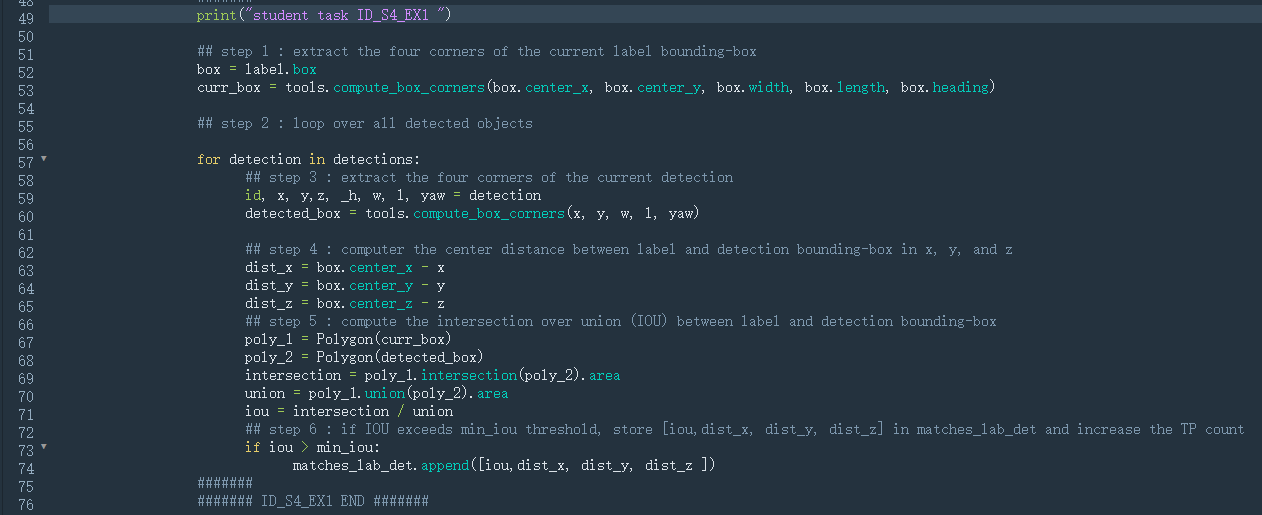 48 #######
49 print("student task ID_S4_EX1 ")
50
51 ## step 1 : extract the four corners of the current label bounding-box
52 box = label.box
53 curr_box = tools.compute_box_corners(box.center_x, box.center_y, box.width, box.length, box.heading)
54
55 ## step 2 : loop over all detected objects
56
57 for detection in detections:
58 ## step 3 : extract the four corners of the current detection
59 id, x, y,z, _h, w, l, yaw = detection
60 detected_box = tools.compute_box_corners(x, y, w, l, yaw)
61
62 ## step 4 : computer the center distance between label and detection bounding-box in x, y, and z
63 dist_x = box.center_x - x
64 dist_y = box.center_y - y
65 dist_z = box.center_z - z
66 ## step 5 : compute the intersection over union (IOU) between label and detection bounding-box
67 poly_1 = Polygon(curr_box)
68 poly_2 = Polygon(detected_box)
69 intersection = poly_1.intersection(poly_2).area
70 union = poly_1.union(poly_2).area
71 iou = intersection / union
72 ## step 6 : if IOU exceeds min_iou threshold, store [iou,dist_x, dist_y, dist_z] in matches_lab_det and increase the TP count
73 if iou > min_iou:
74 matches_lab_det.append([iou,dist_x, dist_y, dist_z ])
75 #######
76 ####### ID_S4_EX1 END #######